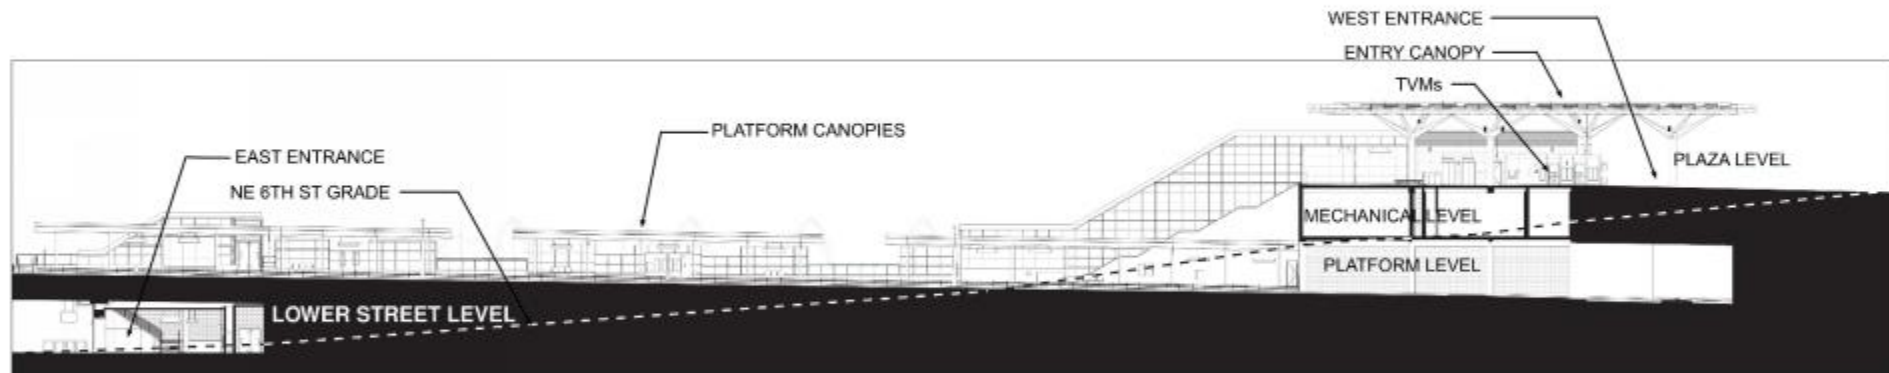 WEST ENTRANCE
ENTRY CANOPY
TVMs
PLATFORM CANOPIES
EAST ENTRANCE
PLAZA LEVEL
NE 6TH ST GRADE
MECHANICAL LEVEL
PLATFORM LEVEL
LOWER STREET LEVEL